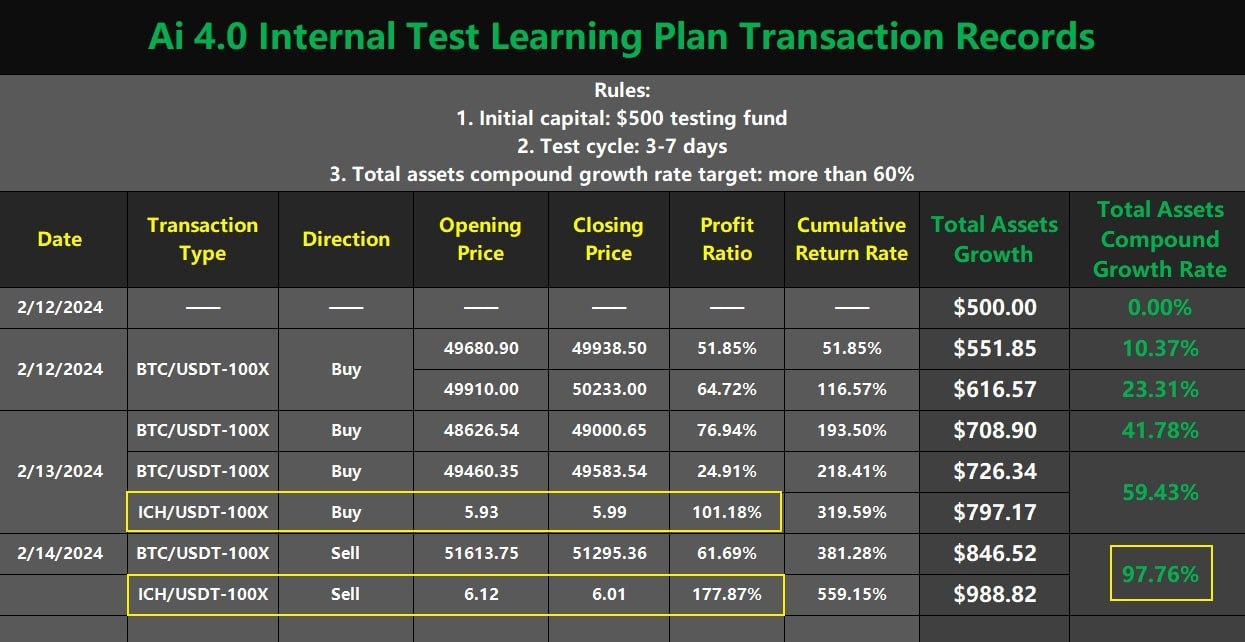 Ai 4.0 Internal Test Learning Plan Transaction Records
Rules:
1. Initial capital: $500 testing fund
2. Test cycle: 3-7 days
3. Total assets compound growth rate target: more than 60%
Date Transaction Type Direction Opening Price Closing Price Profit Ratio Cumulative Return Rate Total Assets Growth Total Assets Compound Growth Rate
2/12/2024 —— —— —— —— —— —— $500.00 0.00%
2/12/2024 BTC/USDT-100X Buy 49680.90 49938.50 51.85% 51.85% $551.85 10.37%
49910.00 50233.00 64.72% 116.57% $616.57 23.31%
2/13/2024 BTC/USDT-100X Buy 48626.54 49000.65 76.94% 193.50% $708.90 41.78%
BTC/USDT-100X Buy 49460.35 49583.54 24.91% 218.41% $726.34 59.43%
ICH/USDT-100X Buy 5.93 5.99 101.18% 319.59% $797.17
2/14/2024 BTC/USDT-100X Sell 51613.75 51295.36 61.69% 381.28% $846.52 97.76%
ICH/USDT-100X Sell 6.12 6.01 177.87% 559.15% $988.82